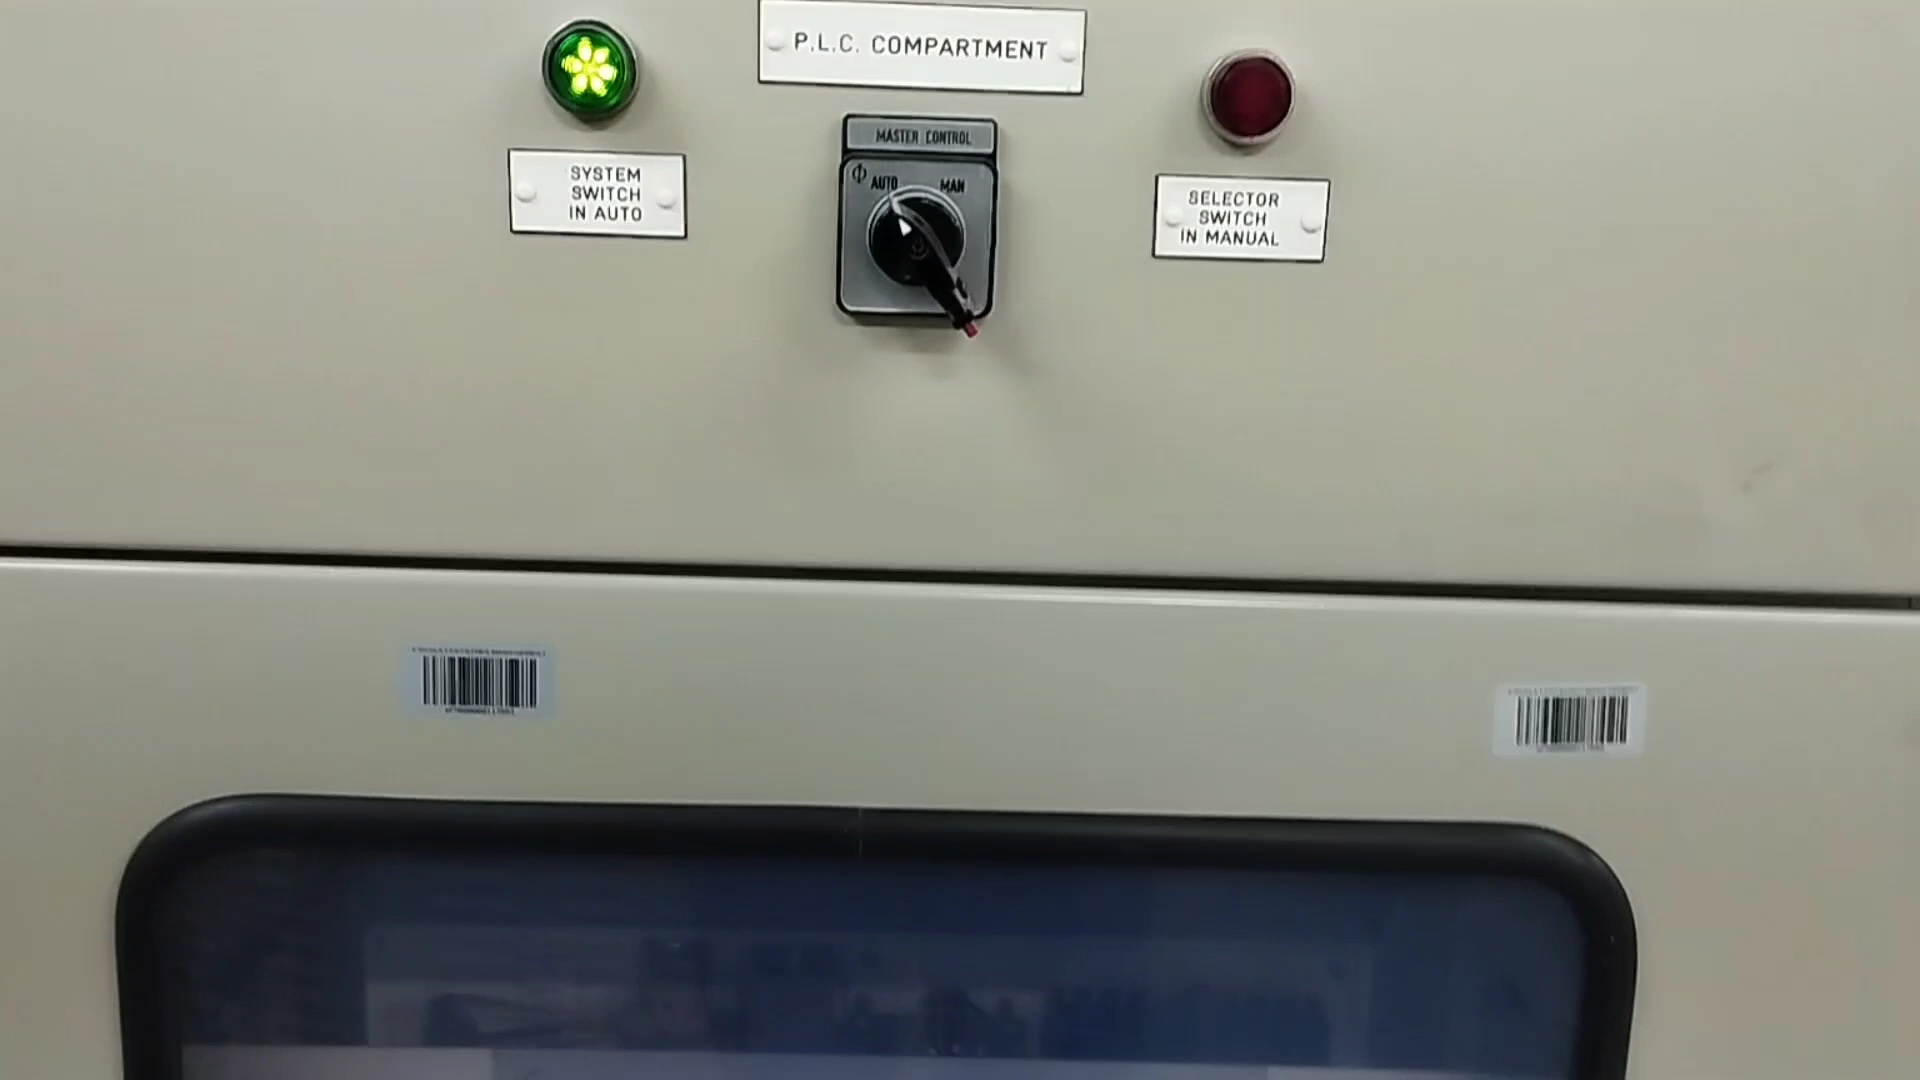 P.L.C. COMPARTMENT
MASTER CONTROL
AUTO MAN
SYSTEM
SWITCH
IN AUTO
SELECTOR
SWITCH
IN MANUAL